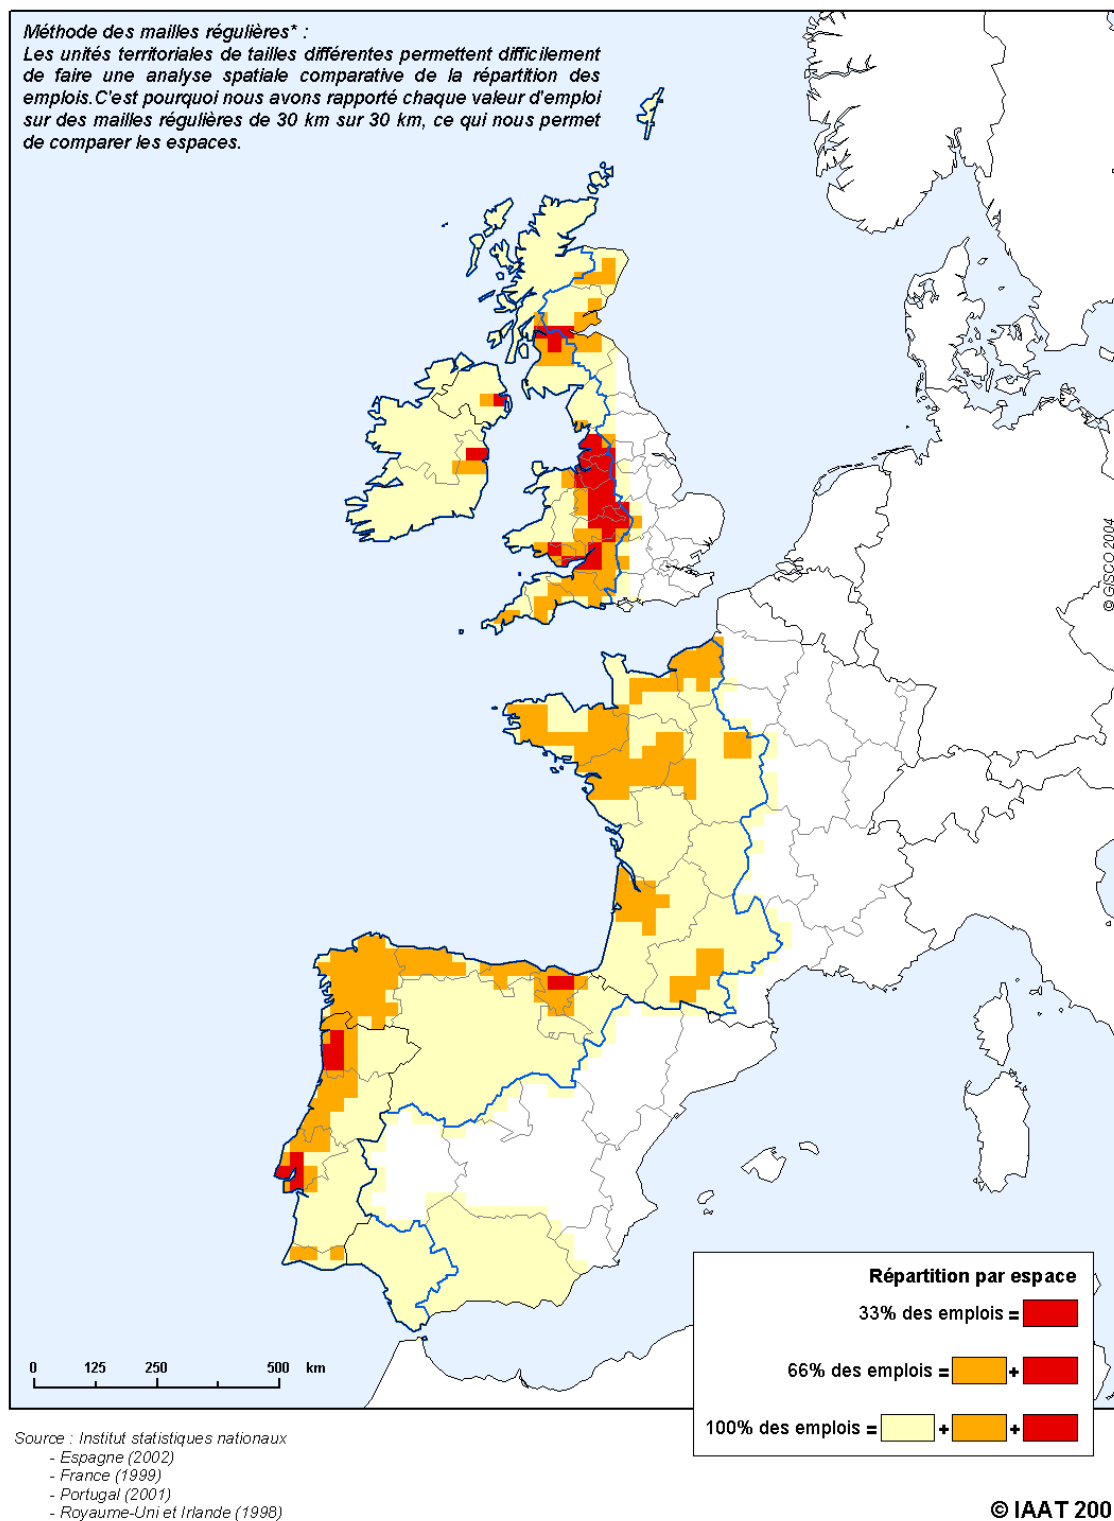 Méthode des mailles régulières* :
Les unités territoriales de tailles différentes permettent difficilement
de faire une analyse spatiale comparative de la répartition des
emplois.C'est pourquoi nous avons rapporté chaque valeur d'emploi
sur des mailles régulières de 30 km sur 30 km, ce qui nous permet
de comparer les espaces.
© GISCO 2004
Répartition par espace
33% des emplois =
66% des emplois = +
100% des emplois = + +
0 125 250 500 km
Source : Institut statistiques nationaux
- Espagne (2002)
- France (1999)
- Portugal (2001)
- Royaume-Uni et Irlande (1998)
© IAAT 200